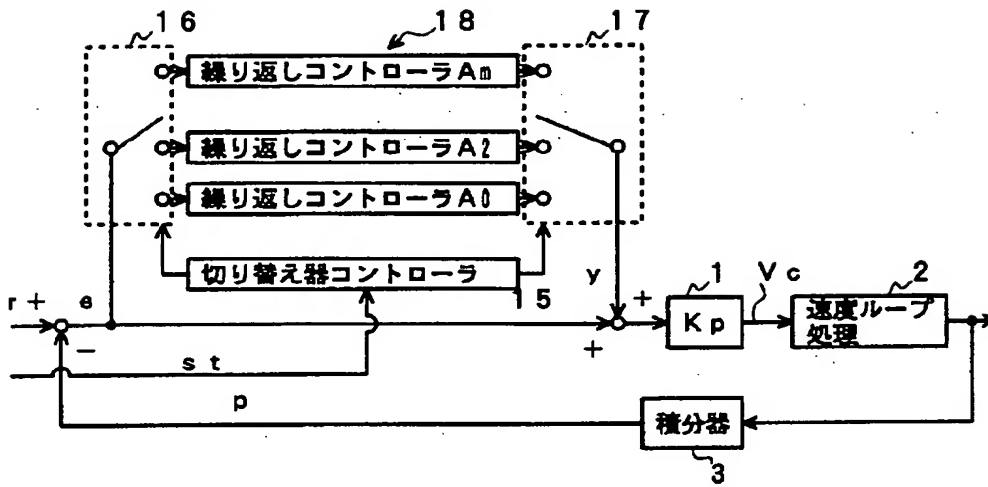 16
18
17
繰り返しコントローラAm
繰り返しコントローラA2
繰り返しコントローラA0
切り替え器コントローラ
15
y
1
Vc
2
r
+
e
+
Kp
速度ループ
処理
−
+
st
p
積分器
3